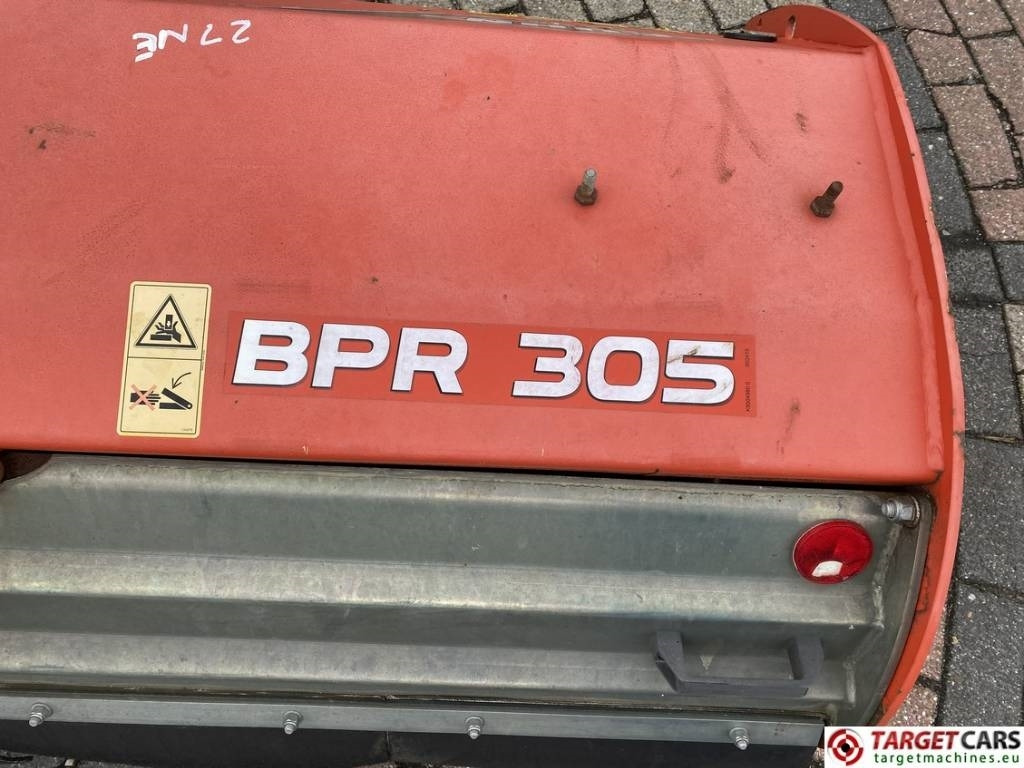 27NE
BPR 305
TARGETCARS
targetmachines.eu